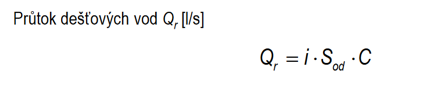 Průtok dešťových vod Qr [l/s]
Qr = i · Sod · C